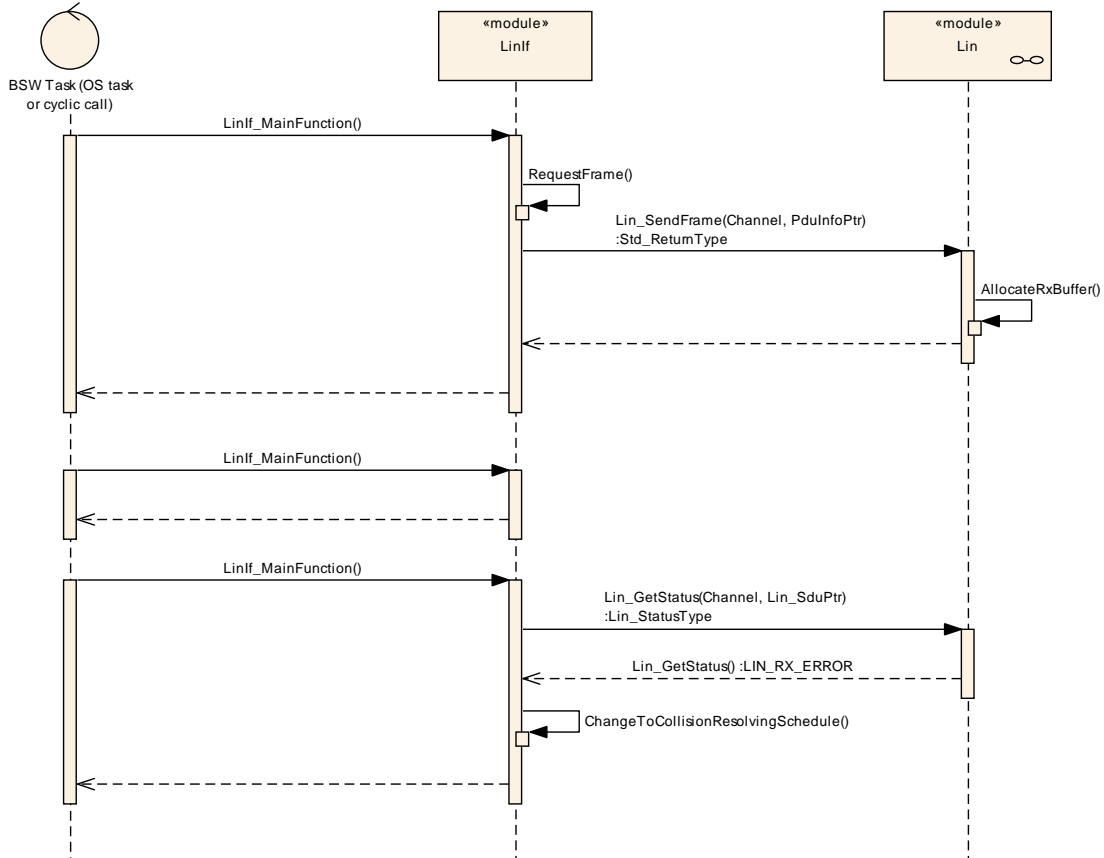 «module»
LinIf
«module»
Lin
BSW Task (OS task
or cyclic call)
LinIf_MainFunction()
RequestFrame()
Lin_SendFrame(Channel, PduInfoPtr)
:Std_ReturnType
AllocateRxBuffer()
LinIf_MainFunction()
LinIf_MainFunction()
Lin_GetStatus(Channel, Lin_SduPtr)
:Lin_StatusType
Lin_GetStatus() :LIN_RX_ERROR
ChangeToCollisionResolvingSchedule()